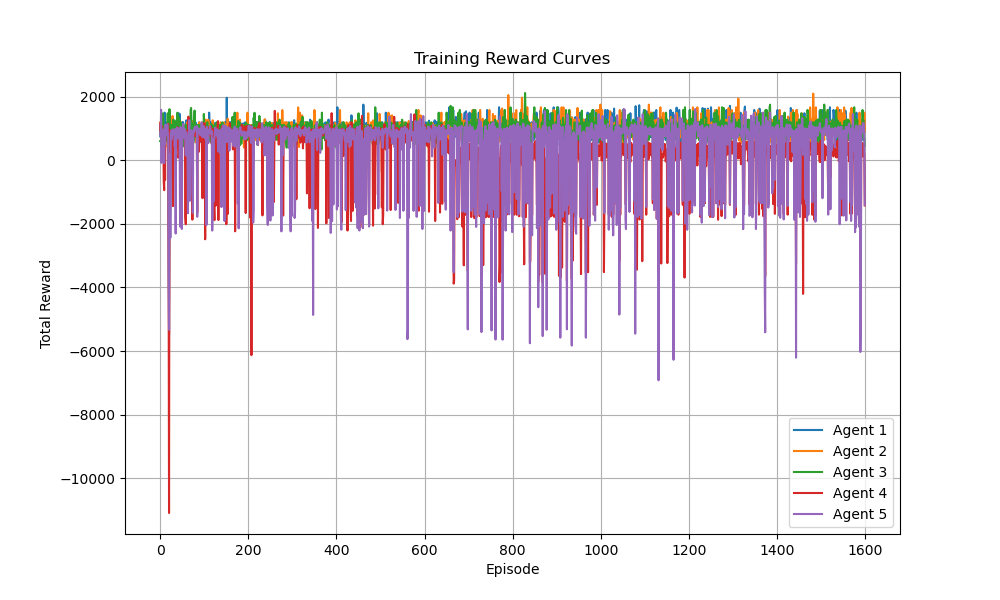 Training Reward Curves
2000
0
−2000
−4000
−6000
−8000
−10000
Total Reward
Agent 1
Agent 2
Agent 3
Agent 4
Agent 5
0 200 400 600 800 1000 1200 1400 1600
Episode